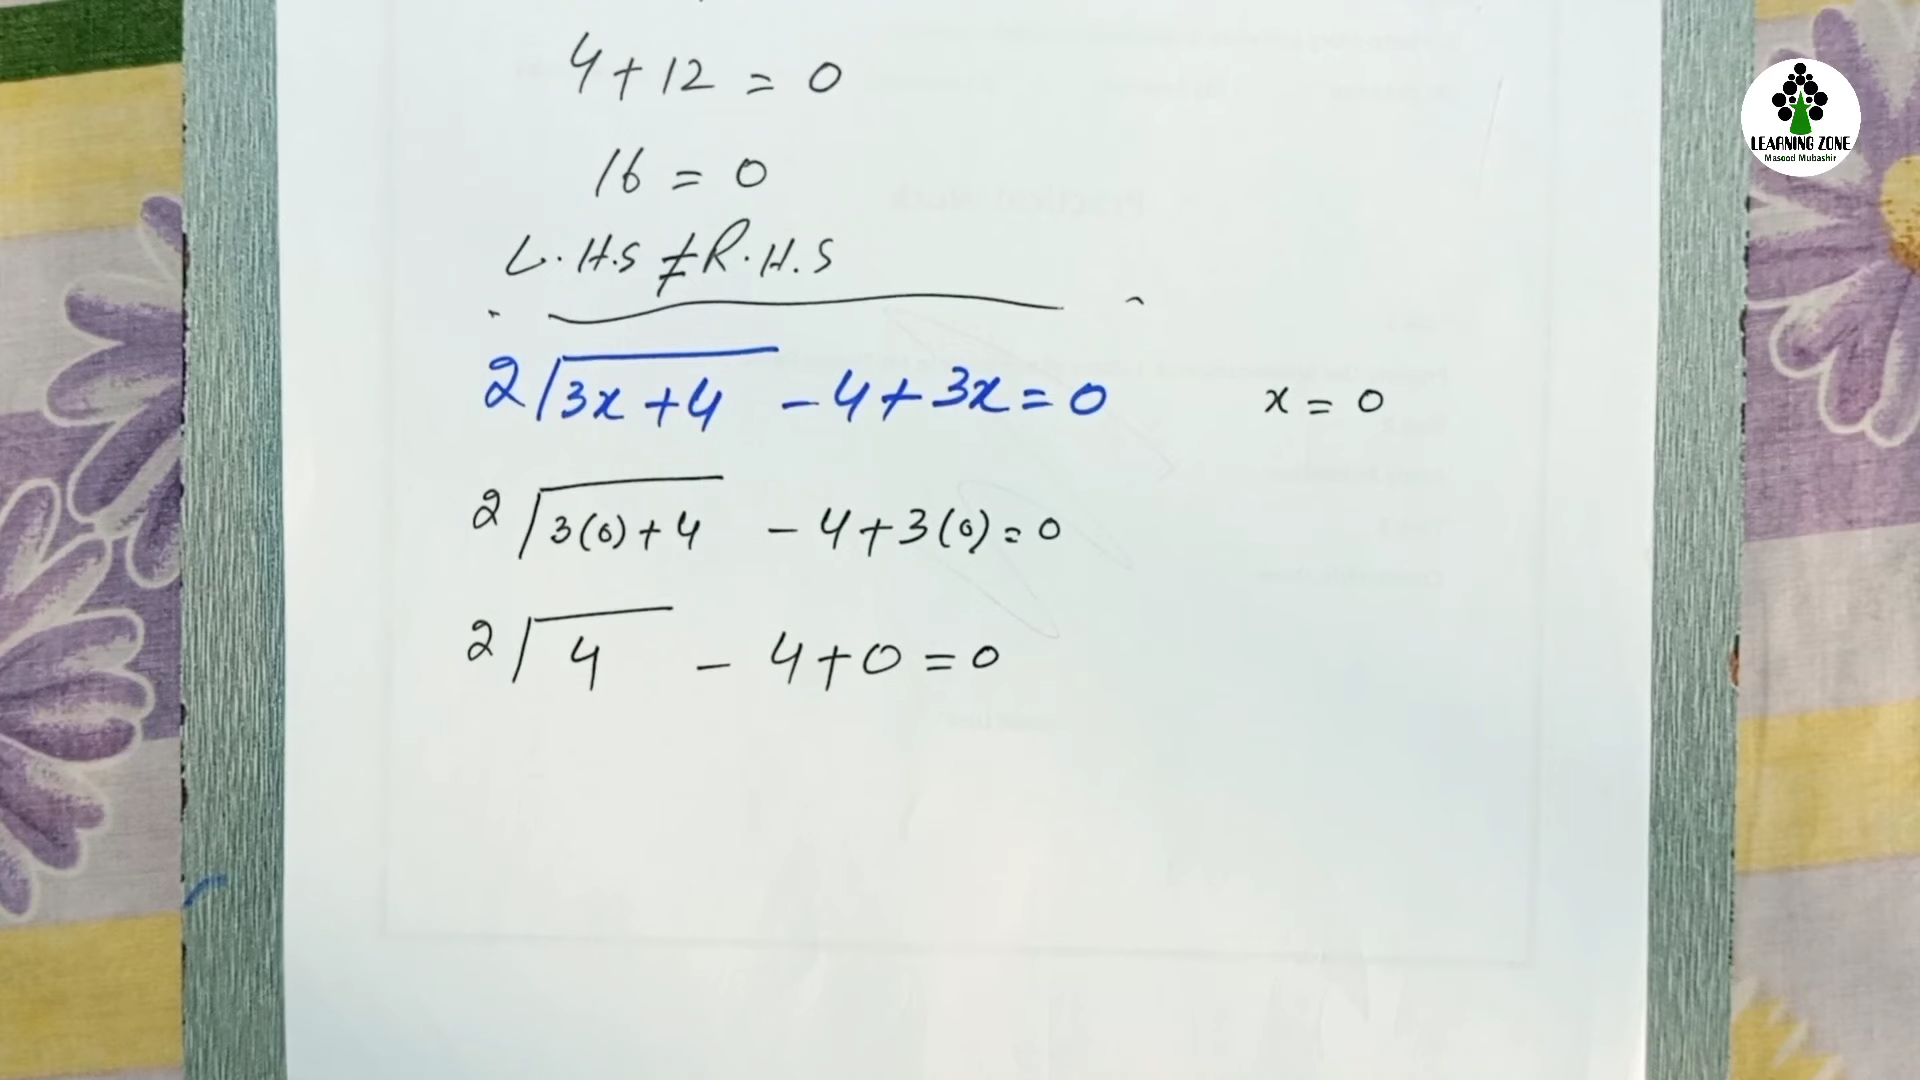 4 + 12 = 0
16 = 0
L.H.S ≠ R.H.S
2√(3x + 4) - 4 + 3x = 0 x = 0
2√(3(0) + 4) - 4 + 3(0) = 0
2√4 - 4 + 0 = 0
LEARNING ZONE
Masood Mubashir